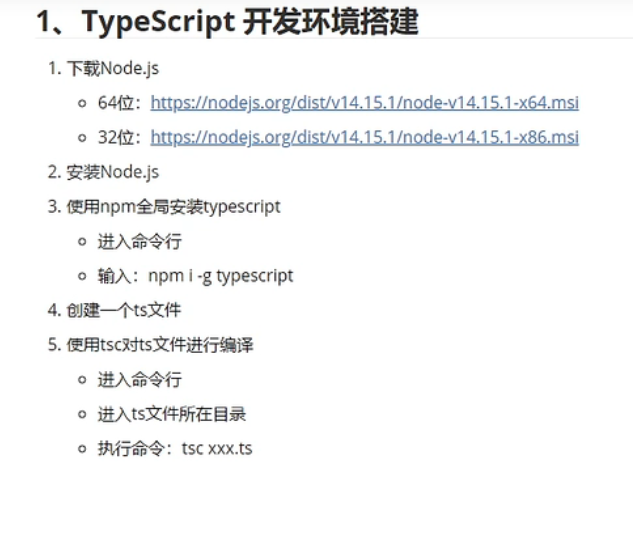 1、TypeScript 开发环境搭建
1. 下载Node.js
64位：https://nodejs.org/dist/v14.15.1/node-v14.15.1-x64.msi
32位：https://nodejs.org/dist/v14.15.1/node-v14.15.1-x86.msi
2. 安装Node.js
3. 使用npm全局安装typescript
进入命令行
输入：npm i -g typescript
4. 创建一个ts文件
5. 使用tsc对ts文件进行编译
进入命令行
进入ts文件所在目录
执行命令：tsc xxx.ts